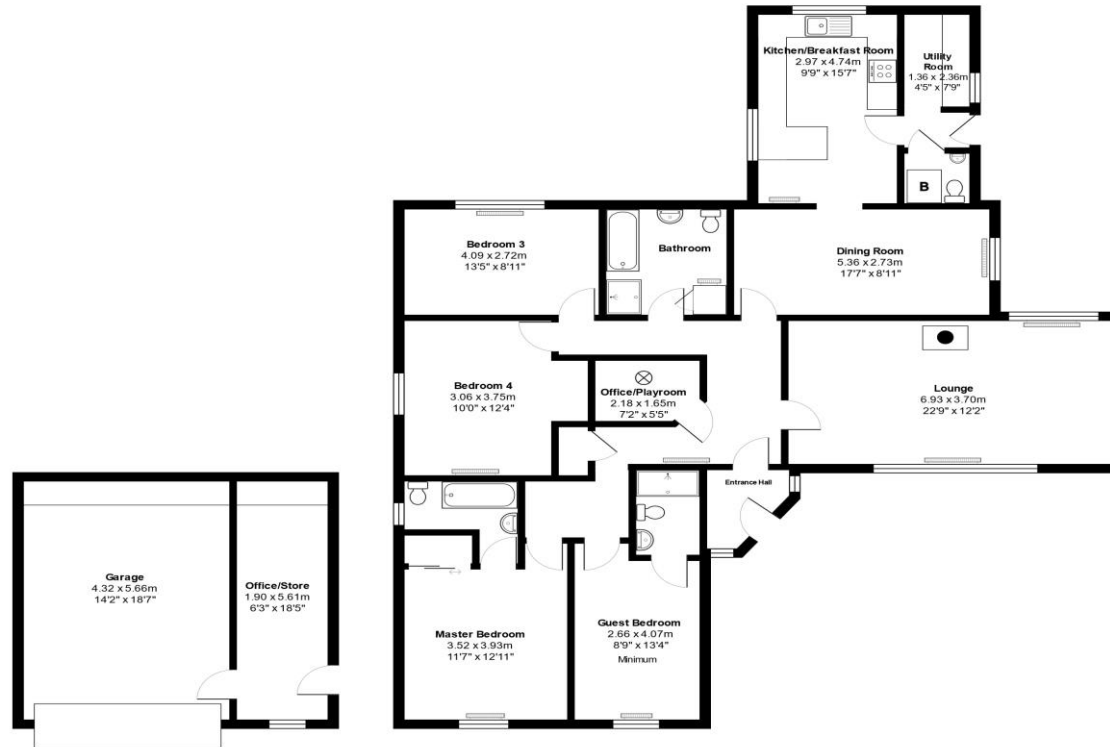 Kitchen/Breakfast Room
2.97 x 4.74m
9'9" x 15'7"
Utility
Room
1.36 x 2.36m
4'5" x 7'9"
B
Bedroom 3
4.09 x 2.72m
13'5" x 8'11"
Bathroom
Dining Room
5.36 x 2.73m
17'7" x 8'11"
Bedroom 4
3.06 x 3.75m
10'0" x 12'4"
Office/Playroom
2.18 x 1.65m
7'2" x 5'5"
Lounge
6.93 x 3.70m
22'9" x 12'2"
Entrance Hall
Garage
4.32 x 5.66m
14'2" x 18'7"
Office/Store
1.90 x 5.61m
6'3" x 18'5"
Master Bedroom
3.52 x 3.93m
11'7" x 12'11"
Guest Bedroom
2.66 x 4.07m
8'9" x 13'4"
Minimum